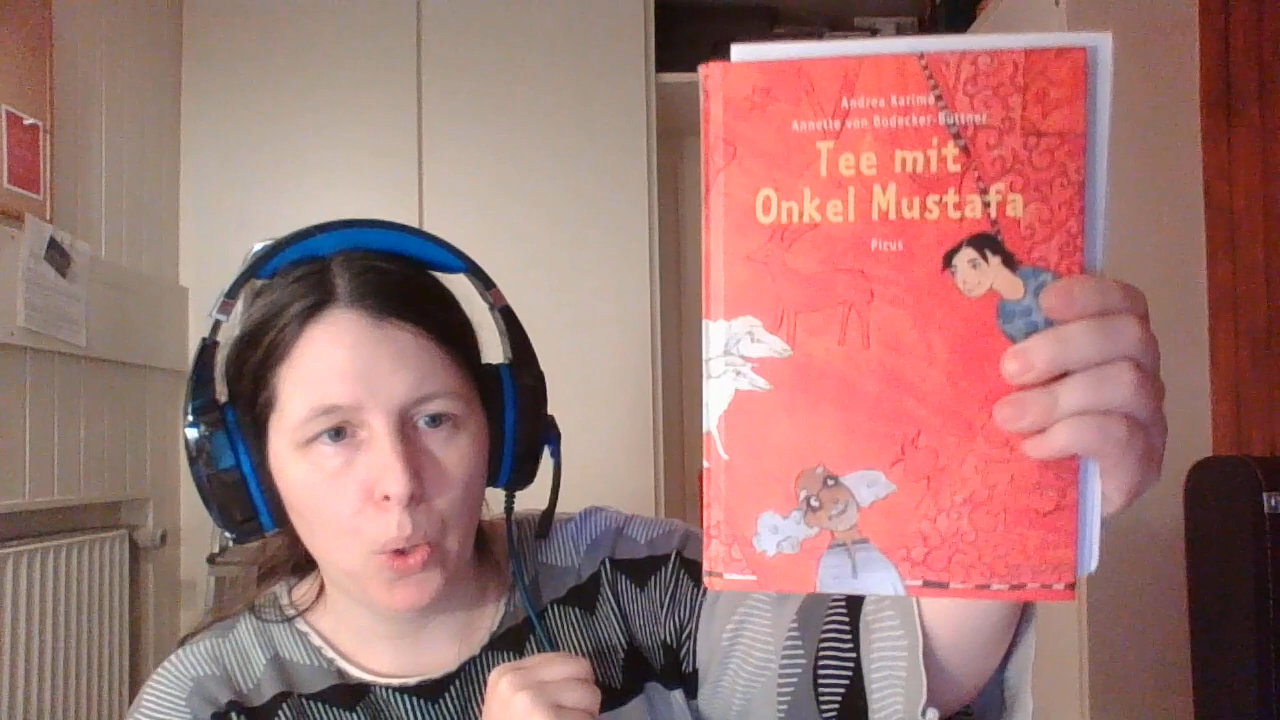 Andrea Karimé
Annette von Bodecker-Büttner
Tee mit
Onkel Mustafa
Picus